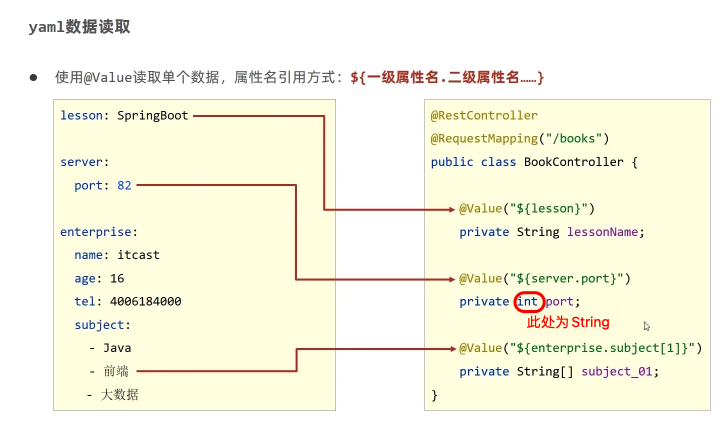 yaml数据读取
● 使用@Value读取单个数据，属性名引用方式：${一级属性名.二级属性名……}
lesson: SpringBoot
server:
port: 82
enterprise:
name: itcast
age: 16
tel: 4006184000
subject:
- Java
- 前端
- 大数据
@RestController
@RequestMapping("/books")
public class BookController {
@Value("${lesson}")
private String lessonName;
@Value("${server.port}")
private int port;
此处为 String
@Value("${enterprise.subject[1]}")
private String[] subject_01;
}